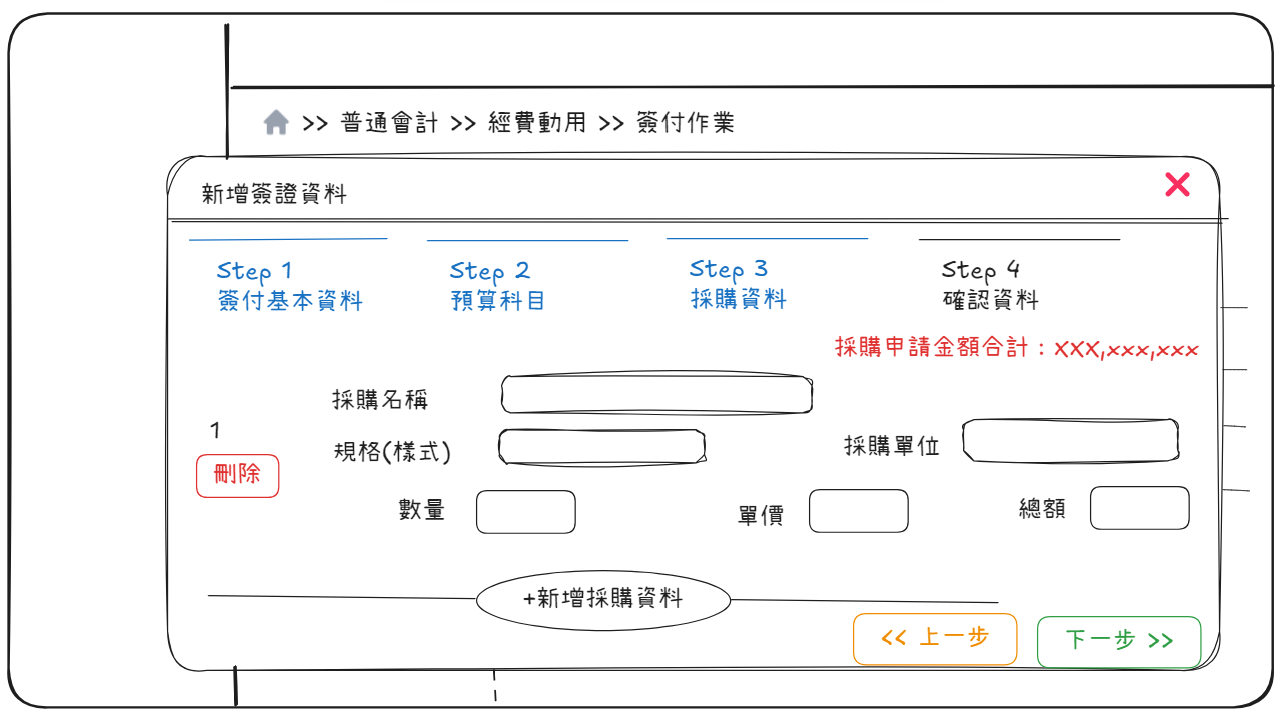 >> 普通會計 >> 經費動用 >> 簽付作業
新增簽證資料
Step 1
簽付基本資料
Step 2
預算科目
Step 3
採購資料
Step 4
確認資料
採購申請金額合計：XXX,xxx,xxx
1
刪除
採購名稱
規格(樣式)
採購單位
數量
單價
總額
+新增採購資料
<< 上一步
下一步 >>